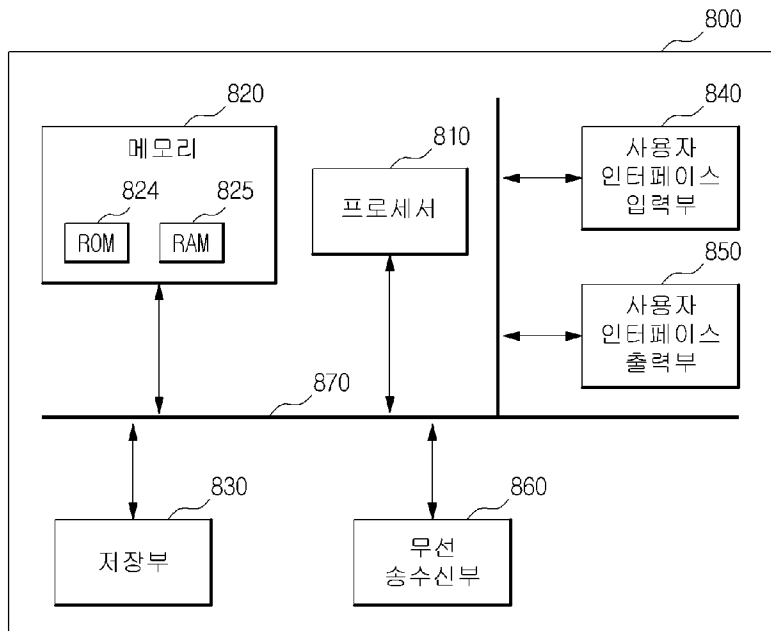 800
820
메모리
824
ROM
825
RAM
810
프로세서
840
사용자
인터페이스
입력부
850
사용자
인터페이스
출력부
870
830
저장부
860
무선
송수신부